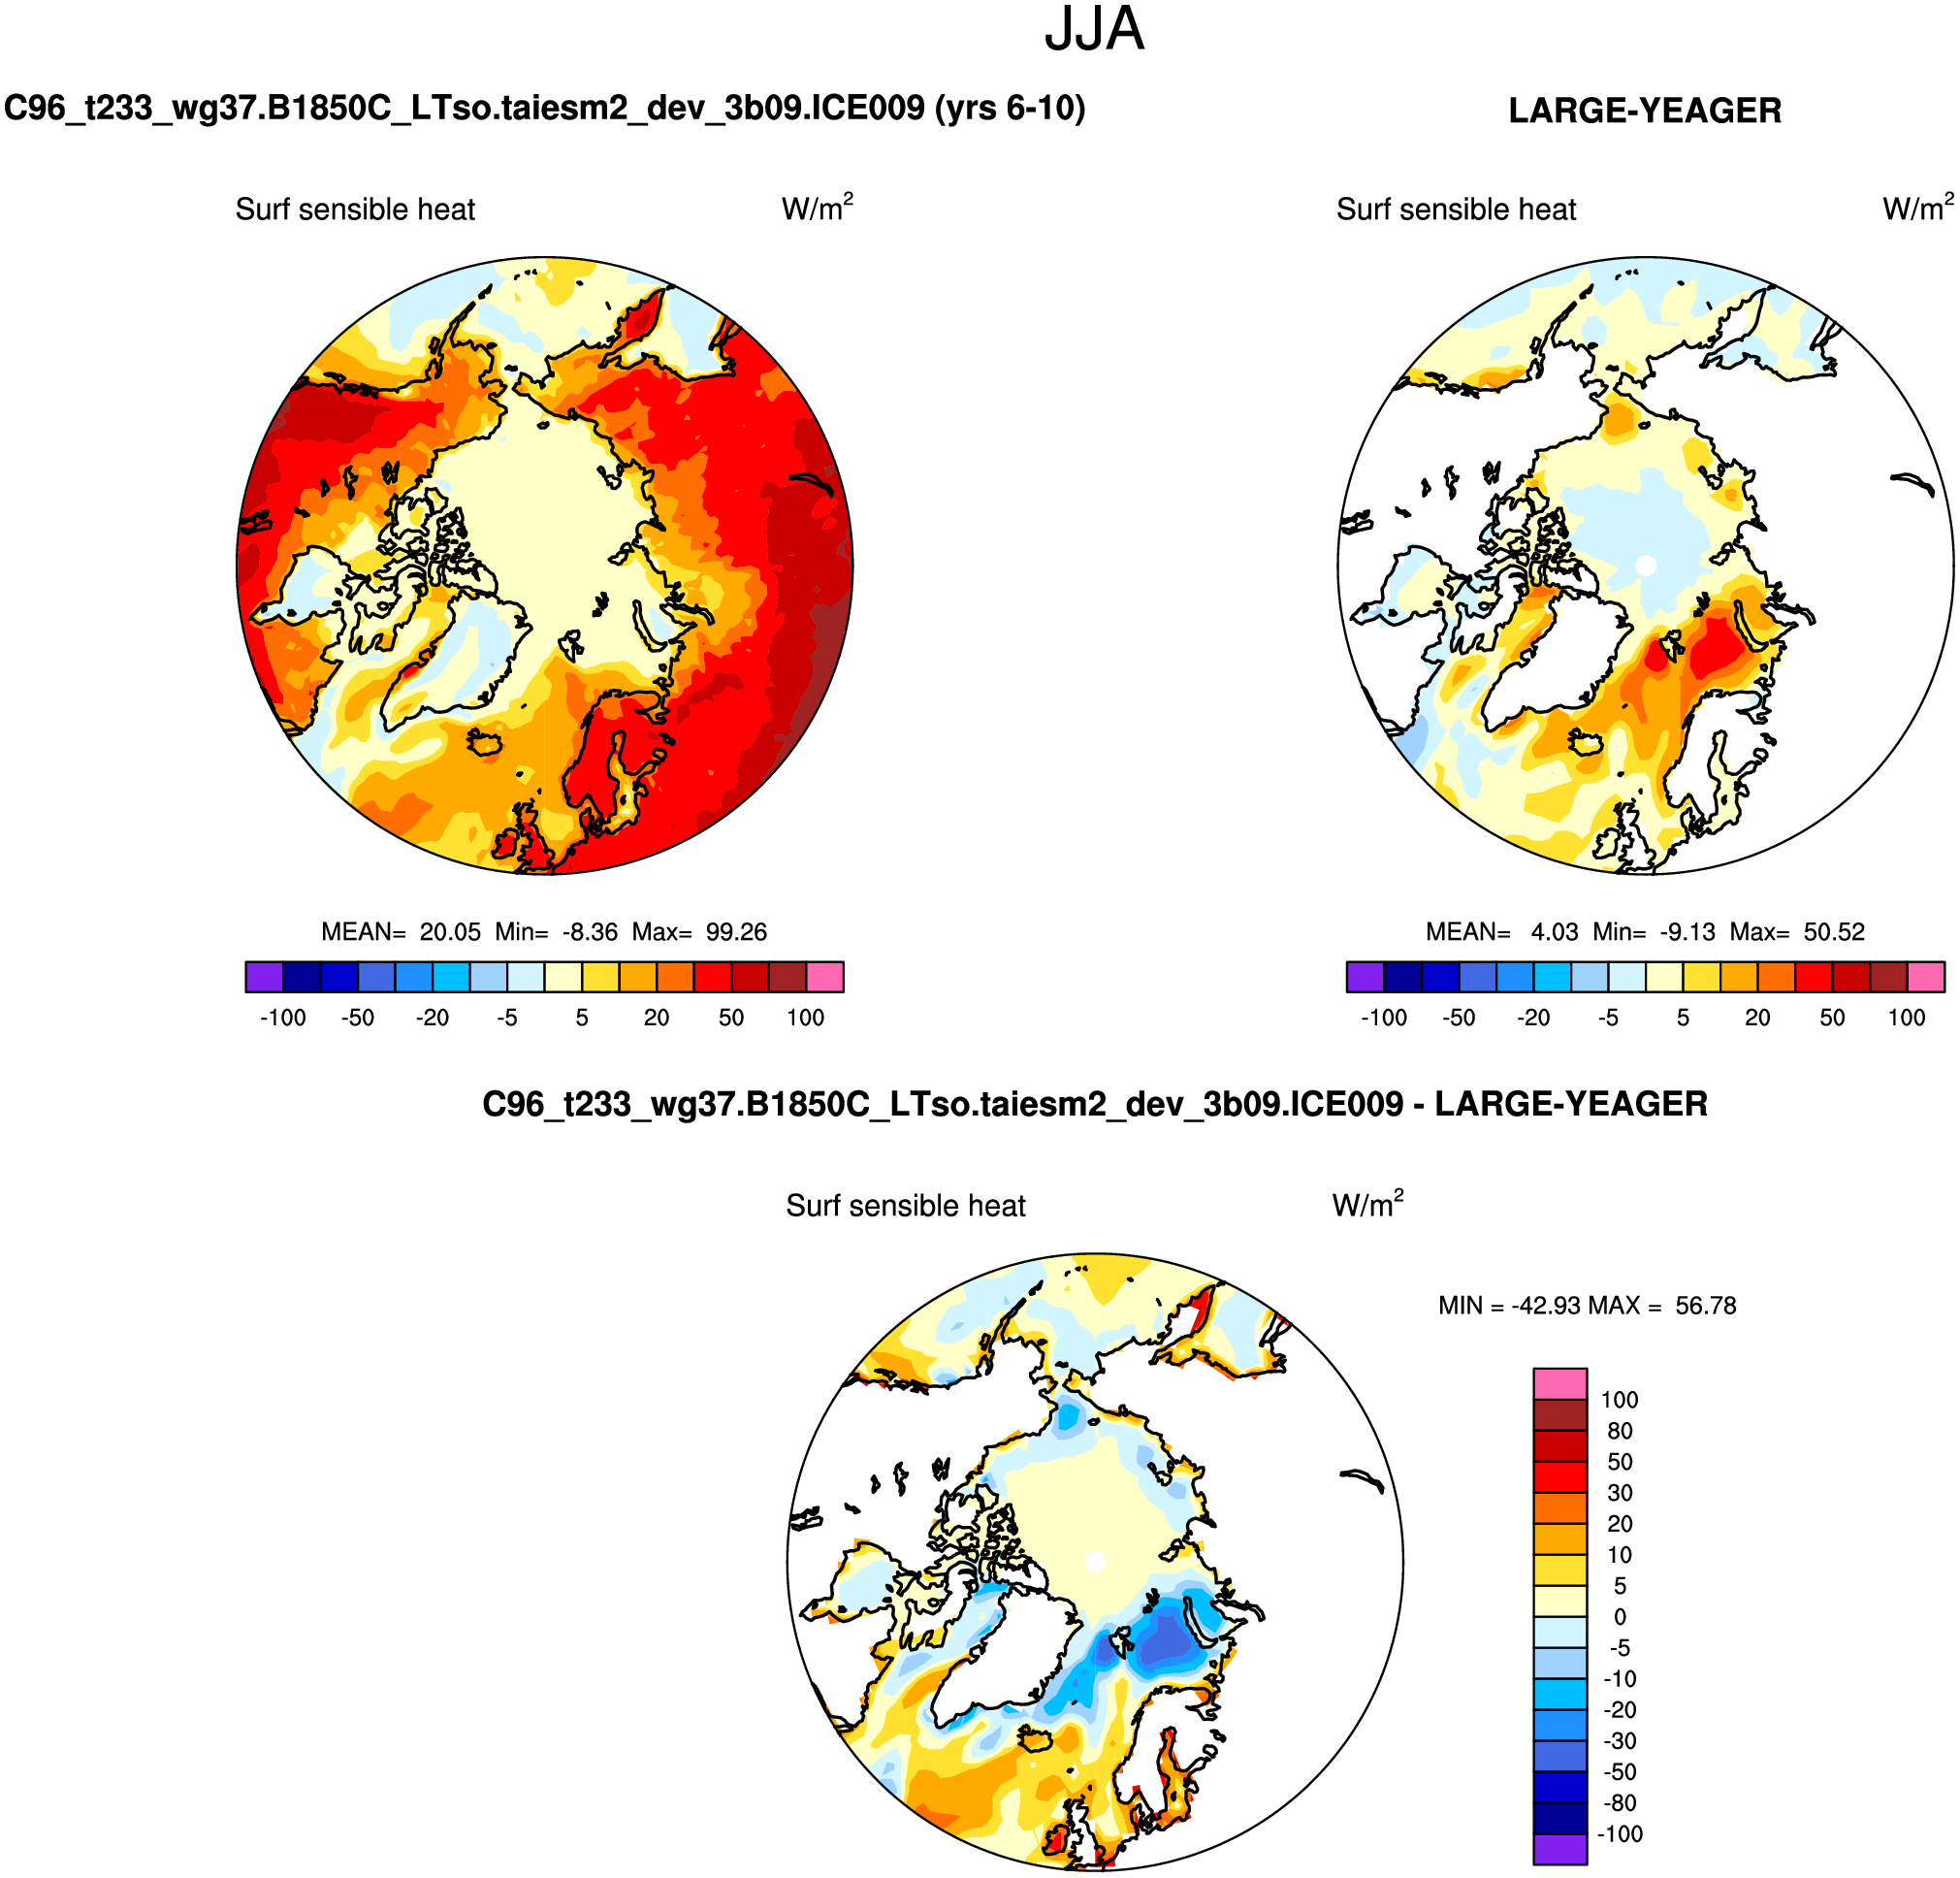 JJA
C96_t233_wg37.B1850C_LTso.taiesm2_dev_3b09.ICE009 (yrs 6-10)
LARGE-YEAGER
Surf sensible heat W/m2
Surf sensible heat W/m2
MEAN= 20.05 Min= -8.36 Max= 99.26
MEAN= 4.03 Min= -9.13 Max= 50.52
-100 -50 -20 -5 5 20 50 100
-100 -50 -20 -5 5 20 50 100
C96_t233_wg37.B1850C_LTso.taiesm2_dev_3b09.ICE009 - LARGE-YEAGER
Surf sensible heat W/m2
MIN = -42.93 MAX = 56.78
100
80
50
30
20
10
5
0
-5
-10
-20
-30
-50
-80
-100